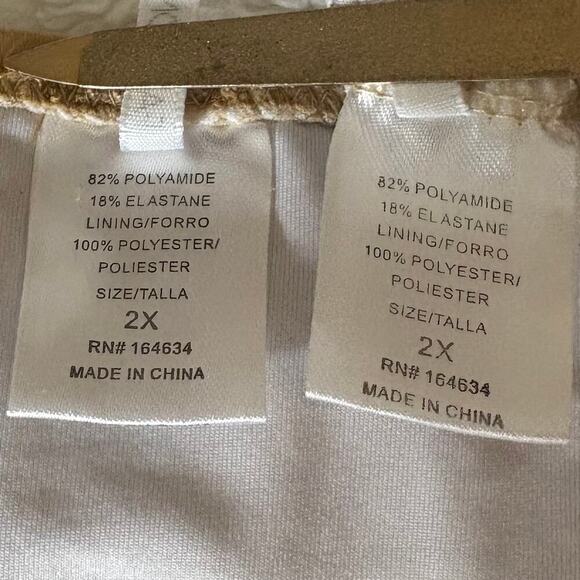 82% POLYAMIDE
18% ELASTANE
LINING/FORRO
100% POLYESTER/
POLIESTER
SIZE/TALLA
2X
RN# 164634
MADE IN CHINA
82% POLYAMIDE
18% ELASTANE
LINING/FORRO
100% POLYESTER/
POLIESTER
SIZE/TALLA
2X
RN# 164634
MADE IN CHINA